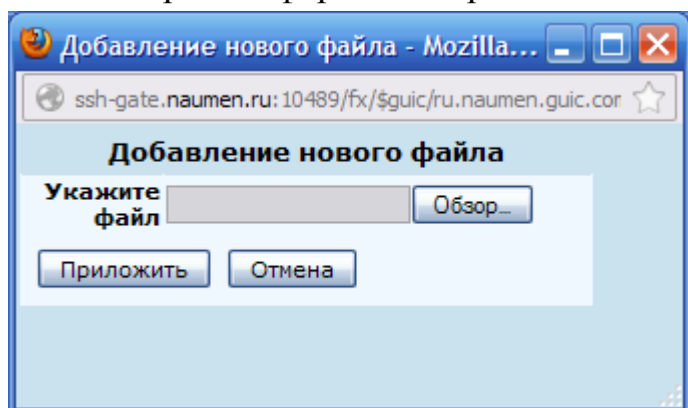 Добавление нового файла - Mozilla...
ssh-gate.naumen.ru:10489/fx/$guic/ru.naumen.guic.cor
Добавление нового файла
Укажите
файл
Обзор...
Приложить Отмена